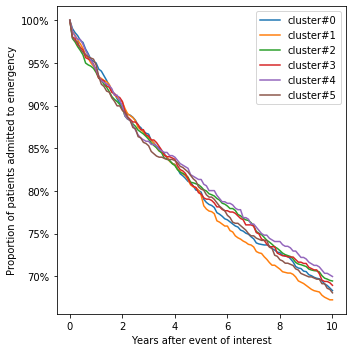 cluster#0
cluster#1
cluster#2
cluster#3
cluster#4
cluster#5
Proportion of patients admitted to emergency
100%
95%
90%
85%
80%
75%
70%
0 2 4 6 8 10
Years after event of interest